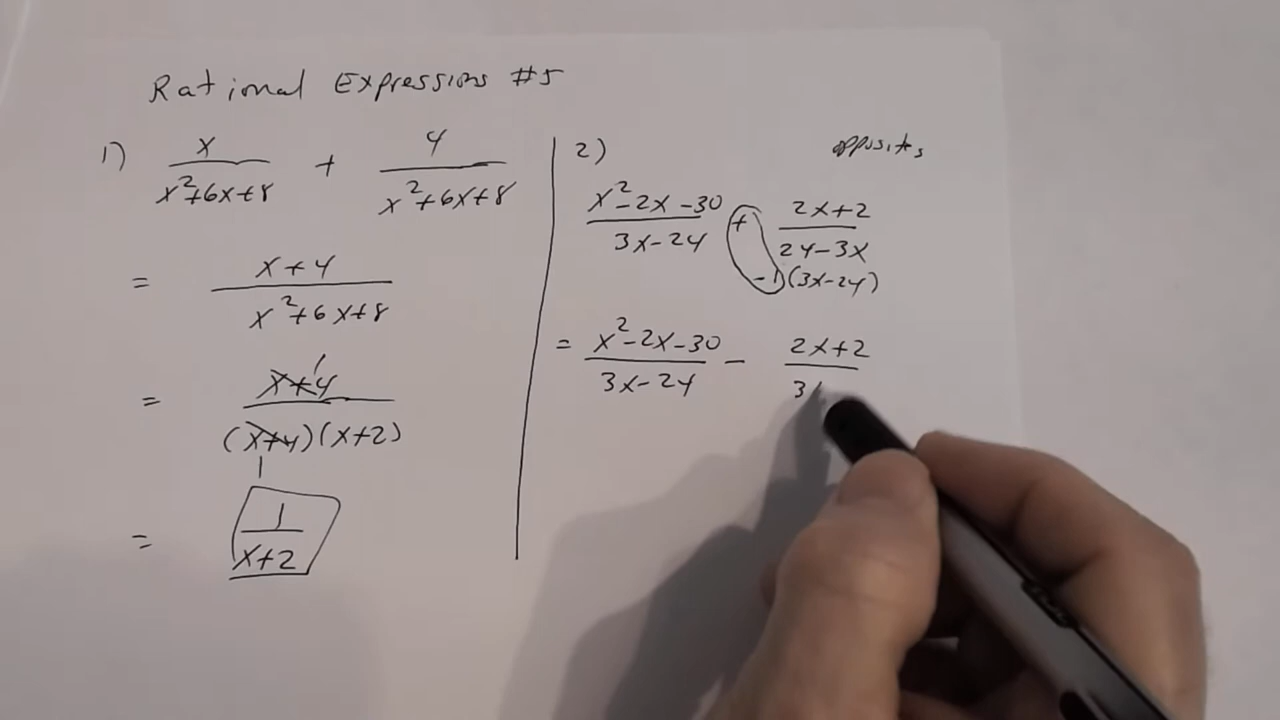 Rational Expressions #5
1)
x / x²+6x+8 + 4 / x²+6x+8
= x+4 / x²+6x+8
= x+4 / (x+4)(x+2)
1
1
= 1 / x+2
2)
opposites
x²-2x-30 / 3x-24 + 2x+2 / 24-3x
-1(3x-24)
= x²-2x-30 / 3x-24 - 2x+2 / 3